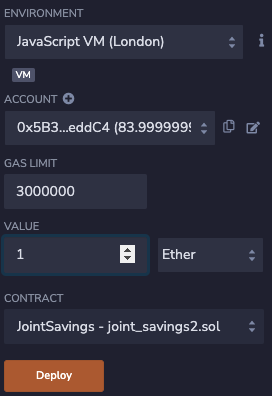 ENVIRONMENT
JavaScript VM (London)
i
VM
ACCOUNT
0x5B3...eddC4 (83.9999999
GAS LIMIT
3000000
VALUE
1 Ether
CONTRACT
JointSavings - joint_savings2.sol
Deploy